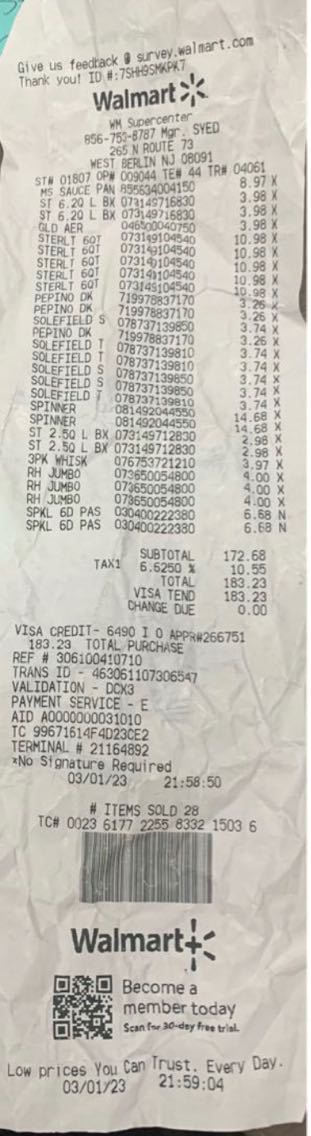 Give us feedback @ survey.walmart.com
Thank you! ID #:7SHH9SMKPK7
Walmart
WM Supercenter
856-753-8787 Mgr. SYED
265 N ROUTE 73
WEST BERLIN NJ 08091
ST# 01807 OP# 009044 TE# 44 TR# 04061
MS SAUCE PAN 855634004150 8.97 X
ST 6.20 L BX 073149716830 3.98 X
ST 6.20 L BX 073149716830 3.98 X
GLD AER 046500040750 3.98 X
STERLT 60T 073149104540 10.98 X
STERLT 60T 073149104540 10.98 X
STERLT 60T 073149104540 10.98 X
STERLT 60T 073149104540 10.98 X
STERLT 60T 073149104540 10.98 X
PEPINO DK 719978837170 3.26 X
PEPINO DK 719978837170 3.26 X
SOLEFIELD S 078737139850 3.74 X
PEPINO DK 719978837170 3.26 X
SOLEFIELD T 078737139810 3.74 X
SOLEFIELD T 078737139810 3.74 X
SOLEFIELD S 078737139850 3.74 X
SOLEFIELD S 078737139850 3.74 X
SOLEFIELD T 078737139810 3.74 X
SPINNER 081492044550 14.68 X
SPINNER 081492044550 14.68 X
ST 2.50 L BX 073149712830 2.98 X
ST 2.50 L BX 073149712830 2.98 X
3PK WHISK 076753721210 3.97 X
RH JUMBO 073650054800 4.00 X
RH JUMBO 073650054800 4.00 X
RH JUMBO 073650054800 4.00 X
SPKL 6D PAS 030400222380 6.68 N
SPKL 6D PAS 030400222380 6.68 N
SUBTOTAL 172.68
TAX1 6.6250 % 10.55
TOTAL 183.23
VISA TEND 183.23
CHANGE DUE 0.00
VISA CREDIT- 6490 I 0 APPR#266751
183.23 TOTAL PURCHASE
REF # 306100410710
TRANS ID - 463061107306547
VALIDATION - DCX3
PAYMENT SERVICE - E
AID A0000000031010
TC 99671614F4D23CE2
TERMINAL # 21164892
*No Signature Required
03/01/23 21:58:50
# ITEMS SOLD 28
TC# 0023 6177 2255 8332 1503 6
Walmart+
Become a
member today
Scan for 30-day free trial.
Low prices You Can Trust. Every Day.
03/01/23 21:59:04